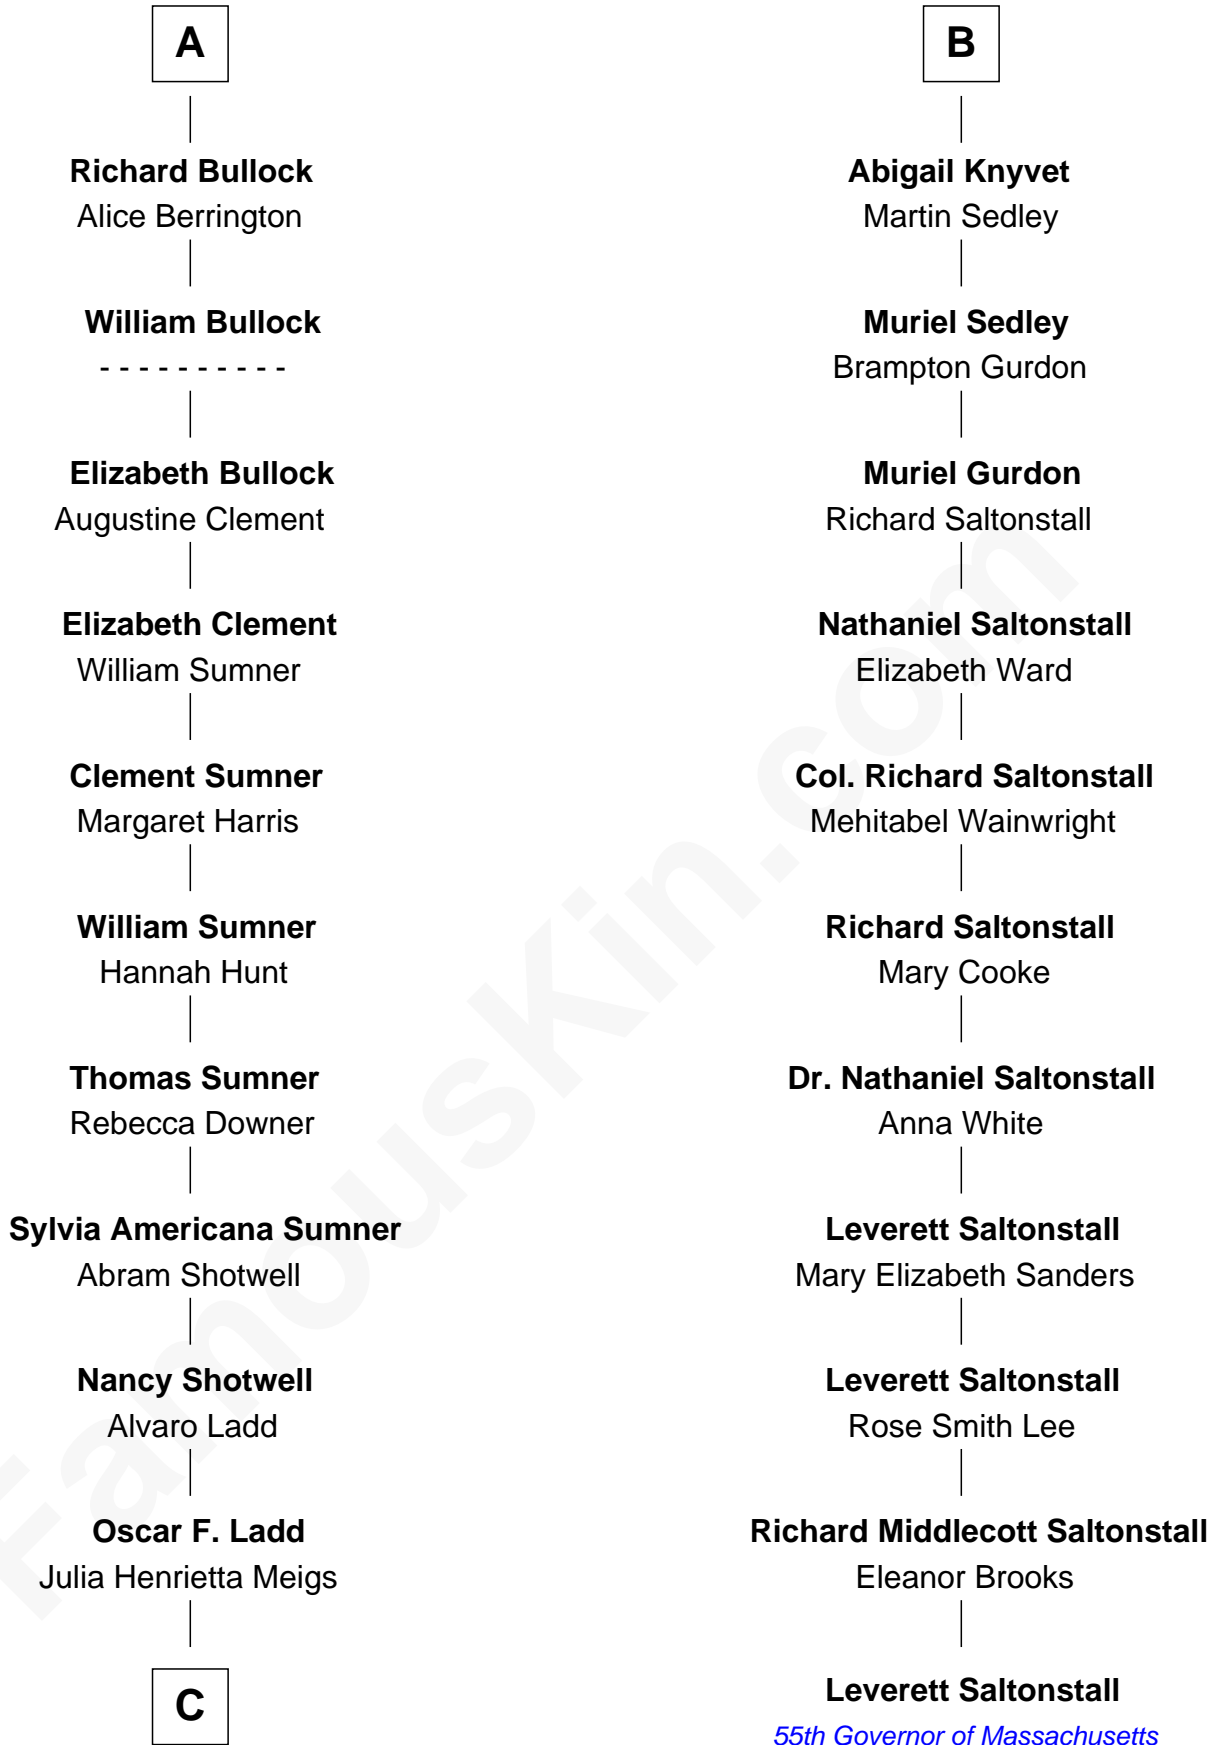 A
Richard Bullock
Alice Berrington
William Bullock
- - - - - - - - - -
Elizabeth Bullock
Augustine Clement
Elizabeth Clement
William Sumner
Clement Sumner
Margaret Harris
William Sumner
Hannah Hunt
Thomas Sumner
Rebecca Downer
Sylvia Americana Sumner
Abram Shotwell
Nancy Shotwell
Alvaro Ladd
Oscar F. Ladd
Julia Henrietta Meigs
C
B
Abigail Knyvet
Martin Sedley
Muriel Sedley
Brampton Gurdon
Muriel Gurdon
Richard Saltonstall
Nathaniel Saltonstall
Elizabeth Ward
Col. Richard Saltonstall
Mehitabel Wainwright
Richard Saltonstall
Mary Cooke
Dr. Nathaniel Saltonstall
Anna White
Leverett Saltonstall
Mary Elizabeth Sanders
Leverett Saltonstall
Rose Smith Lee
Richard Middlecott Saltonstall
Eleanor Brooks
Leverett Saltonstall
55th Governor of Massachusetts
FamousKin.com